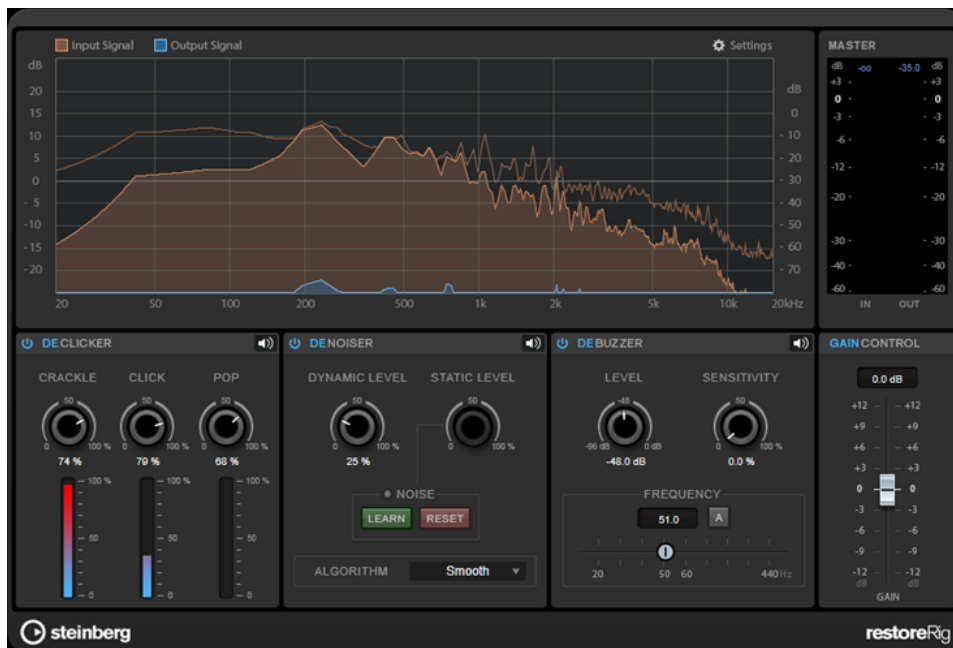 Input Signal Output Signal Settings
MASTER
dB
20
15
10
5
0
- 5
- 10
- 15
- 20
dB
0
- 10
- 20
- 30
- 40
- 50
- 60
- 70
20 50 100 200 500 1k 2k 5k 10k 20kHz
dB -∞ -35.0 dB
+3 +3
0 0
-3 -3
-6 -6
-12 -12
-20 -20
-30 -30
-40 -40
-60 -60
IN OUT
DECLICKER
CRACKLE CLICK POP
50 50 50
0 100 % 0 100 % 0 100 %
74 % 79 % 68 %
100 % 100 % 100 %
50 50 50
0 0 0
DENOISER
DYNAMIC LEVEL STATIC LEVEL
50 50
0 100 % 0 100 %
25 %
NOISE
LEARN RESET
ALGORITHM Smooth
DEBUZZER
LEVEL SENSITIVITY
-48 50
-96 dB 0 dB 0 100 %
-48.0 dB 0.0 %
FREQUENCY
51.0 A
20 50 60 440 Hz
GAIN CONTROL
0.0 dB
+12 +12
+9 +9
+6 +6
+3 +3
0 0
-3 -3
-6 -6
-9 -9
-12 -12
dB dB
GAIN
steinberg
restoreRig